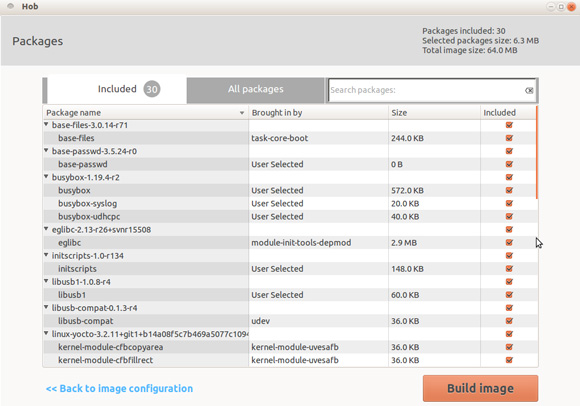 Hob
Packages
Packages included: 30
Selected packages size: 6.3 MB
Total image size: 64.0 MB
Included 30 All packages Search packages:
Package name Brought in by Size Included
base-files-3.0.14-r71
base-files task-core-boot 244.0 KB
base-passwd-3.5.24-r0
base-passwd User Selected 0 B
busybox-1.19.4-r2
busybox User Selected 572.0 KB
busybox-syslog User Selected 20.0 KB
busybox-udhcpc User Selected 40.0 KB
eglibc-2.13-r26+svnr15508
eglibc module-init-tools-depmod 2.9 MB
initscripts-1.0-r134
initscripts User Selected 148.0 KB
libusb1-1.0.8-r4
libusb1 User Selected 60.0 KB
libusb-compat-0.1.3-r4
libusb-compat udev 36.0 KB
linux-yocto-3.2.11+git1+b14a08f5c7b469a5077c1094
kernel-module-cfbcopyarea kernel-module-uvesafb 36.0 KB
kernel-module-cfbfillrect kernel-module-uvesafb 36.0 KB
<< Back to image configuration Build image